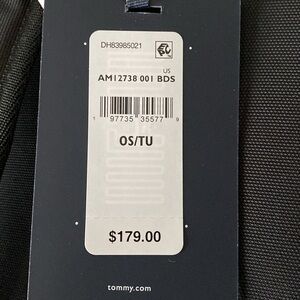 DH83985021
US
AM12738 001 BDS
1 97735 35577 9
OS/TU
$179.00
tommy.com